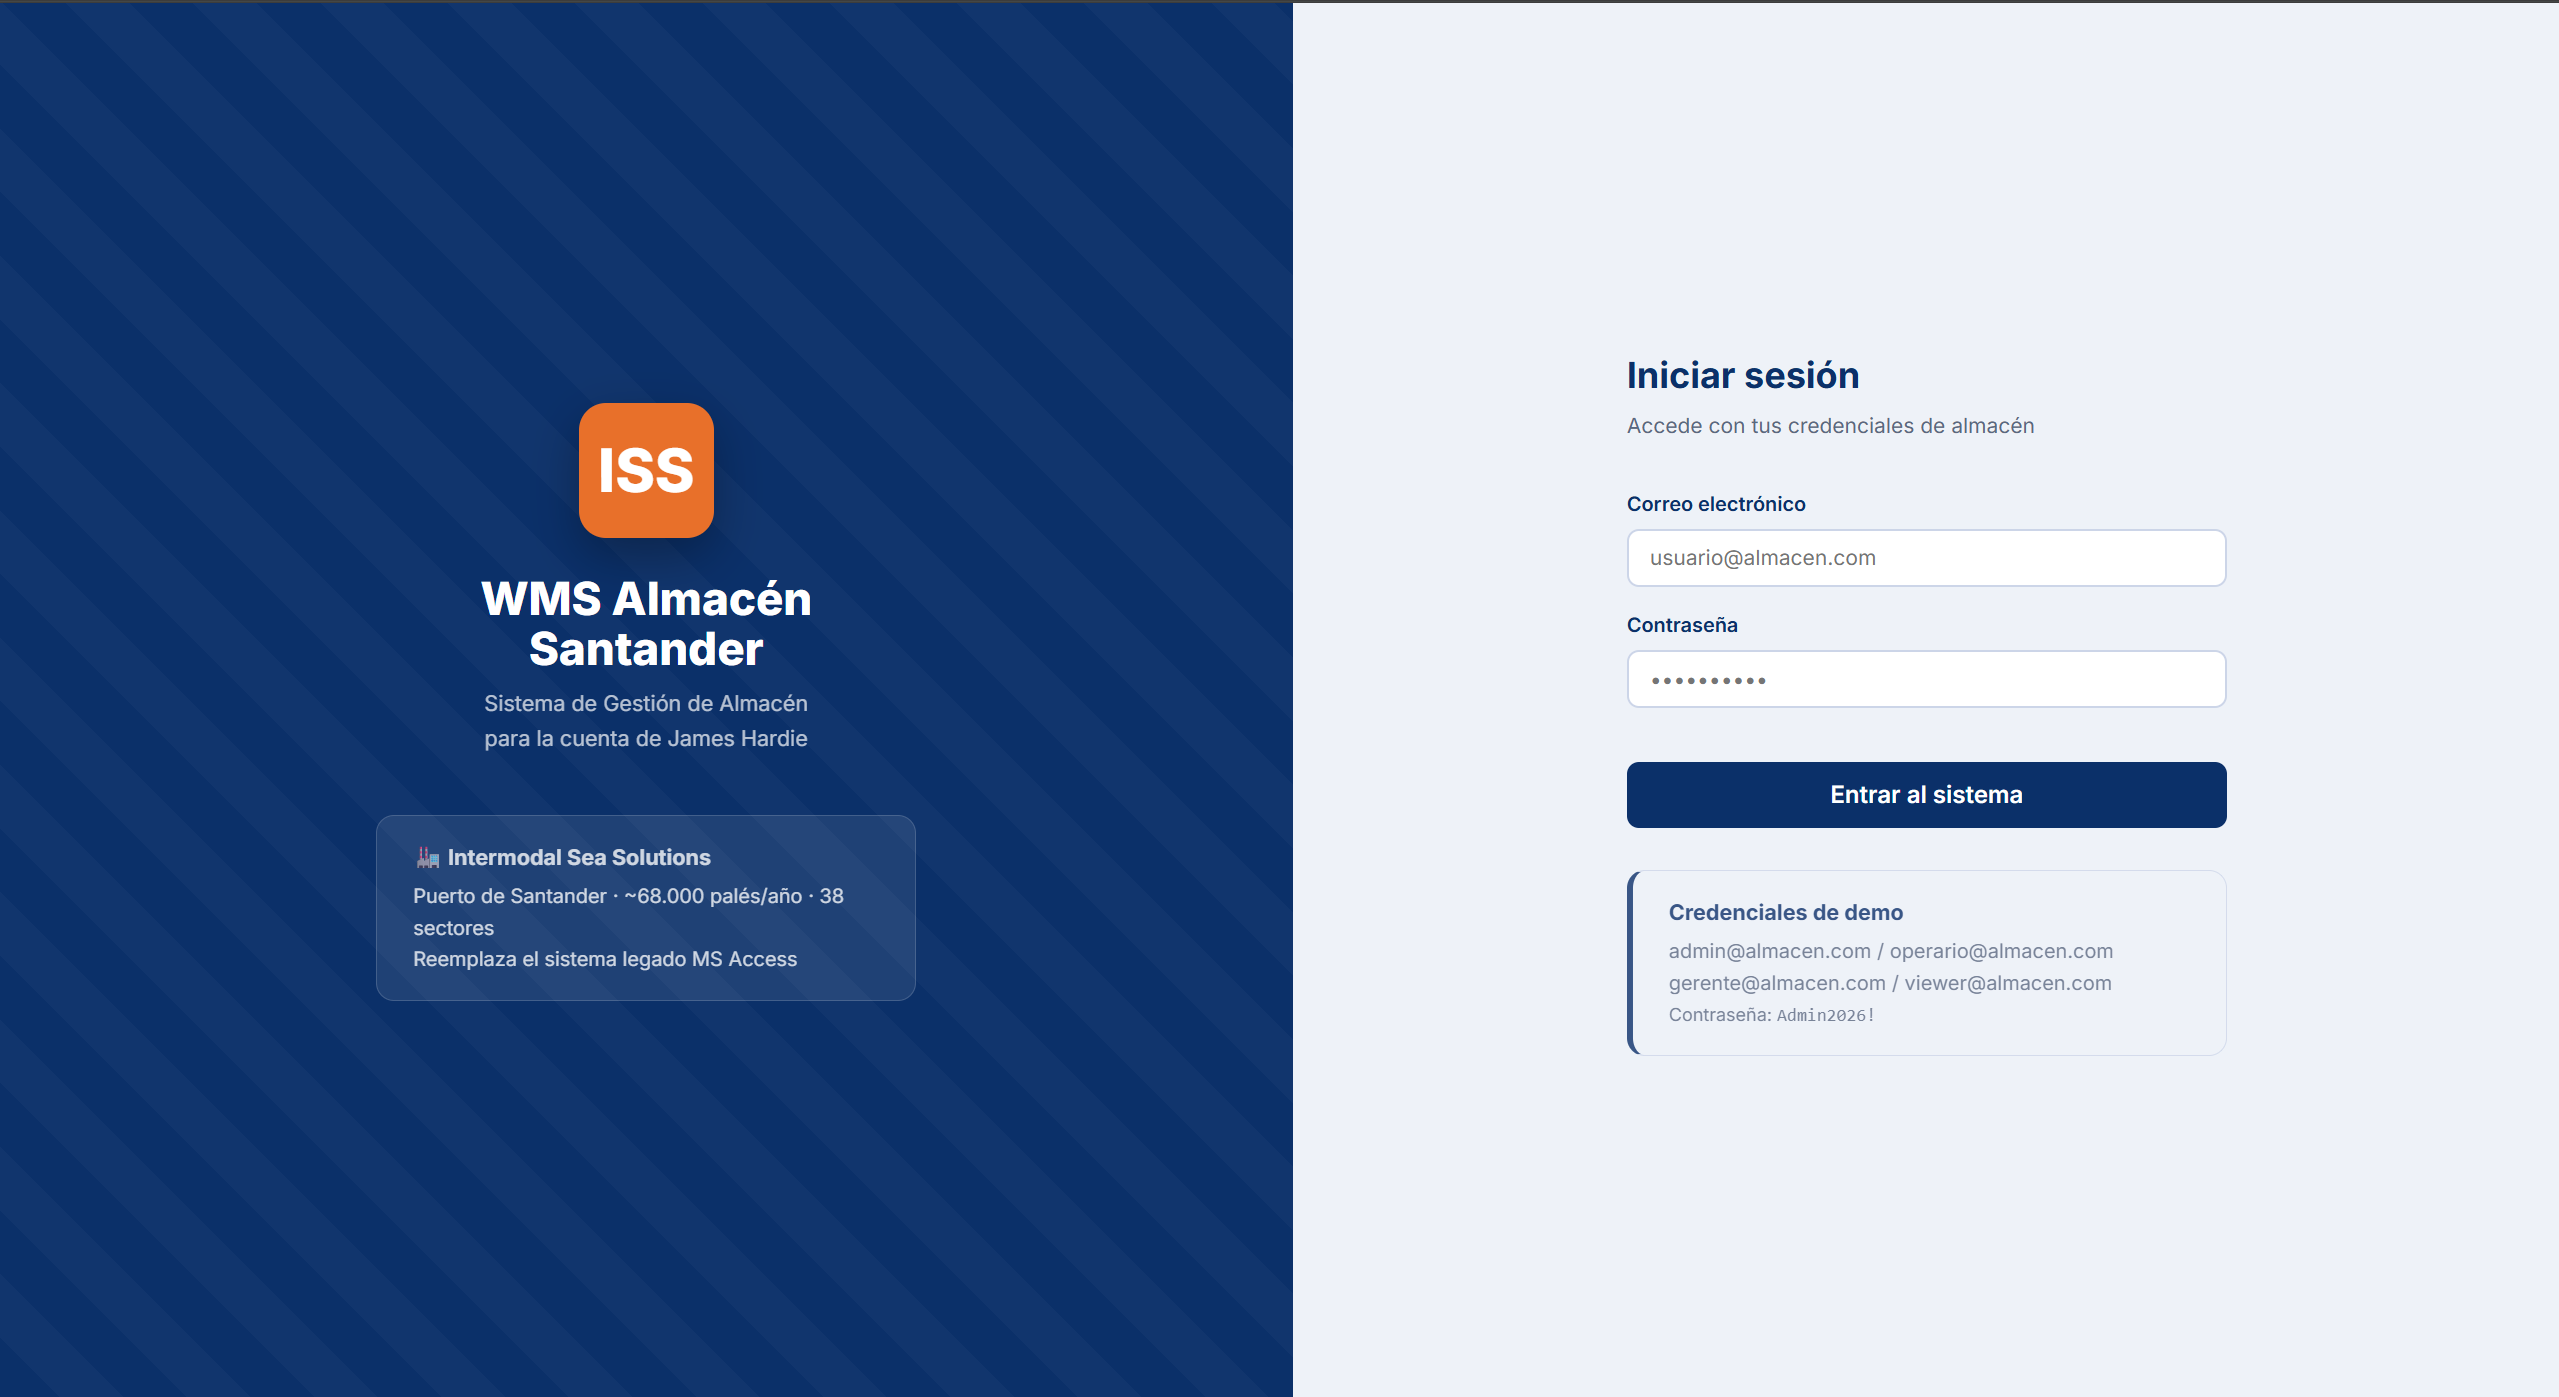 ISS
WMS Almacén
Santander
Sistema de Gestión de Almacén
para la cuenta de James Hardie
Intermodal Sea Solutions
Puerto de Santander · ~68.000 palés/año · 38
sectores
Reemplaza el sistema legado MS Access
Iniciar sesión
Accede con tus credenciales de almacén
Correo electrónico
usuario@almacen.com
Contraseña
••••••••••
Entrar al sistema
Credenciales de demo
admin@almacen.com / operario@almacen.com
gerente@almacen.com / viewer@almacen.com
Contraseña: Admin2026!